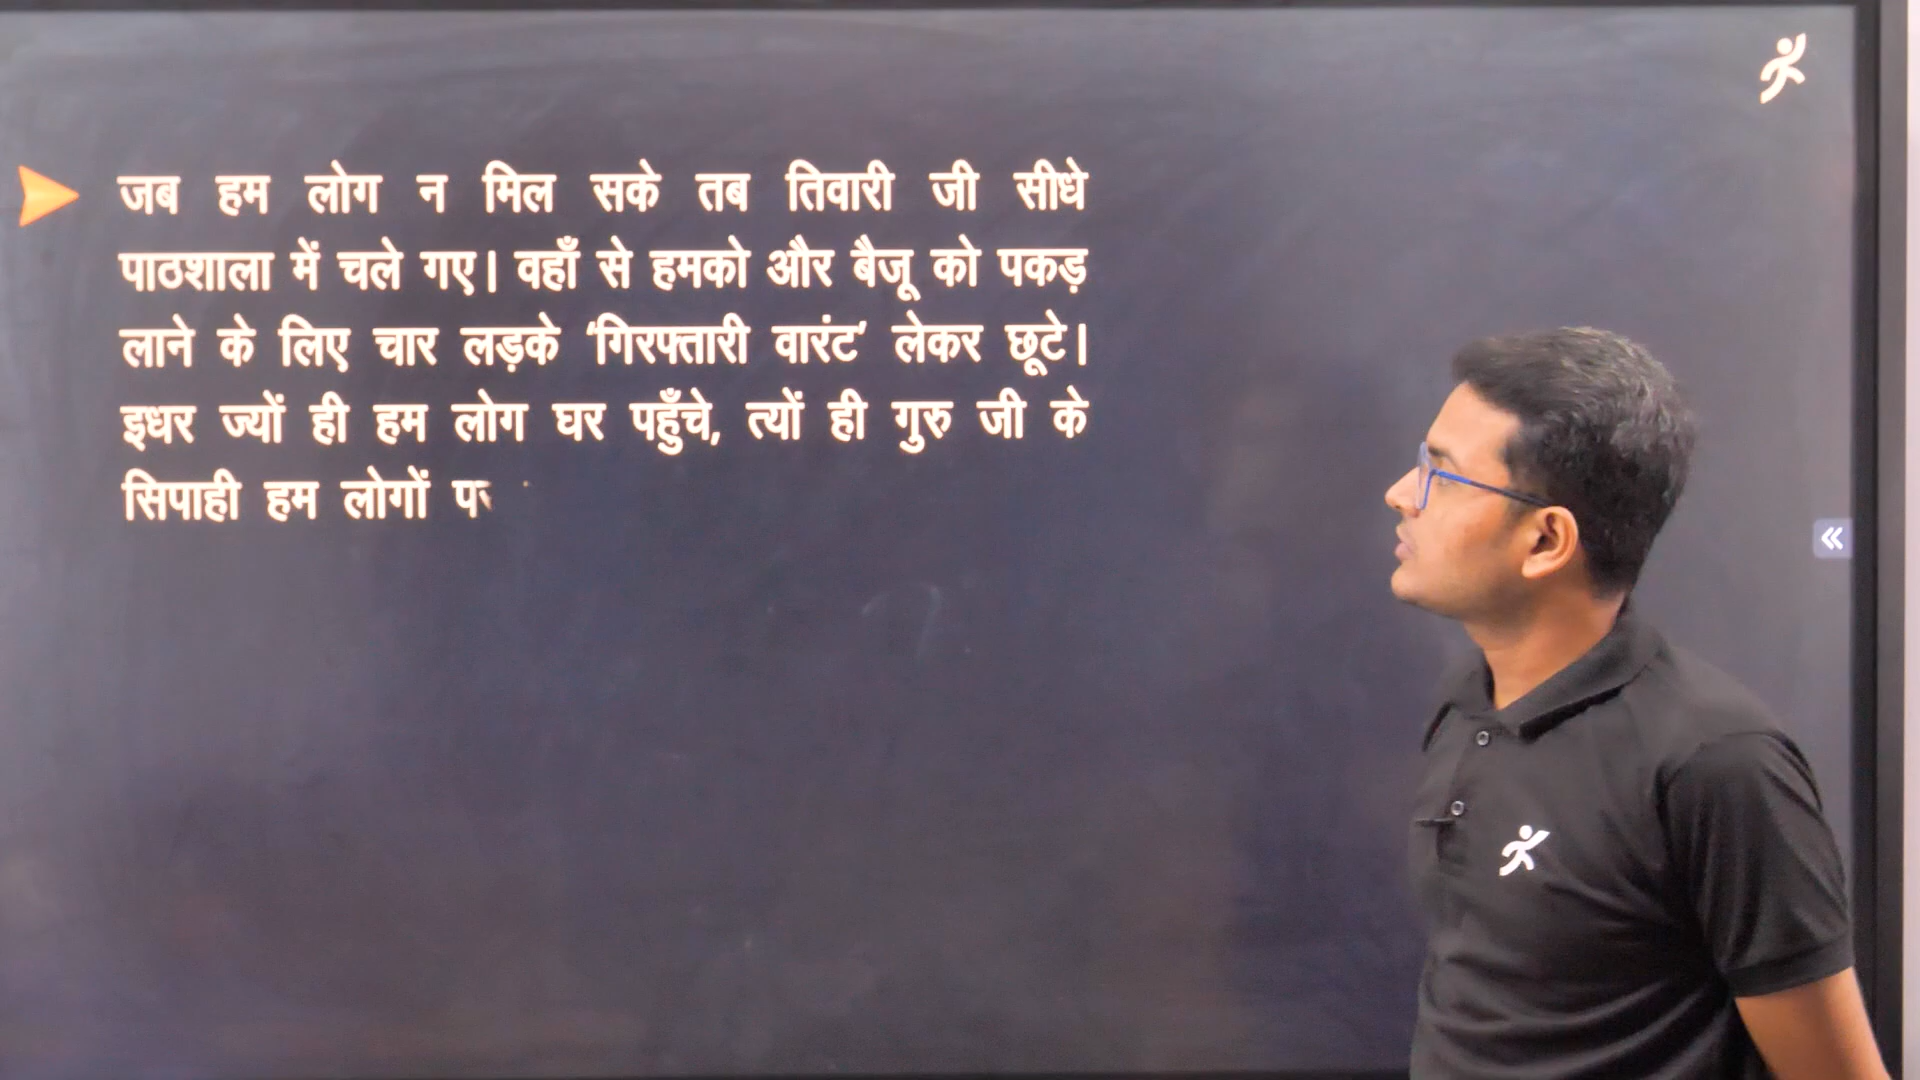 जब हम लोग न मिल सके तब तिवारी जी सीधे
पाठशाला में चले गए। वहाँ से हमको और बैजू को पकड़
लाने के लिए चार लड़के ‘गिरफ्तारी वारंट’ लेकर छूटे।
इधर ज्यों ही हम लोग घर पहुँचे, त्यों ही गुरु जी के
सिपाही हम लोगों